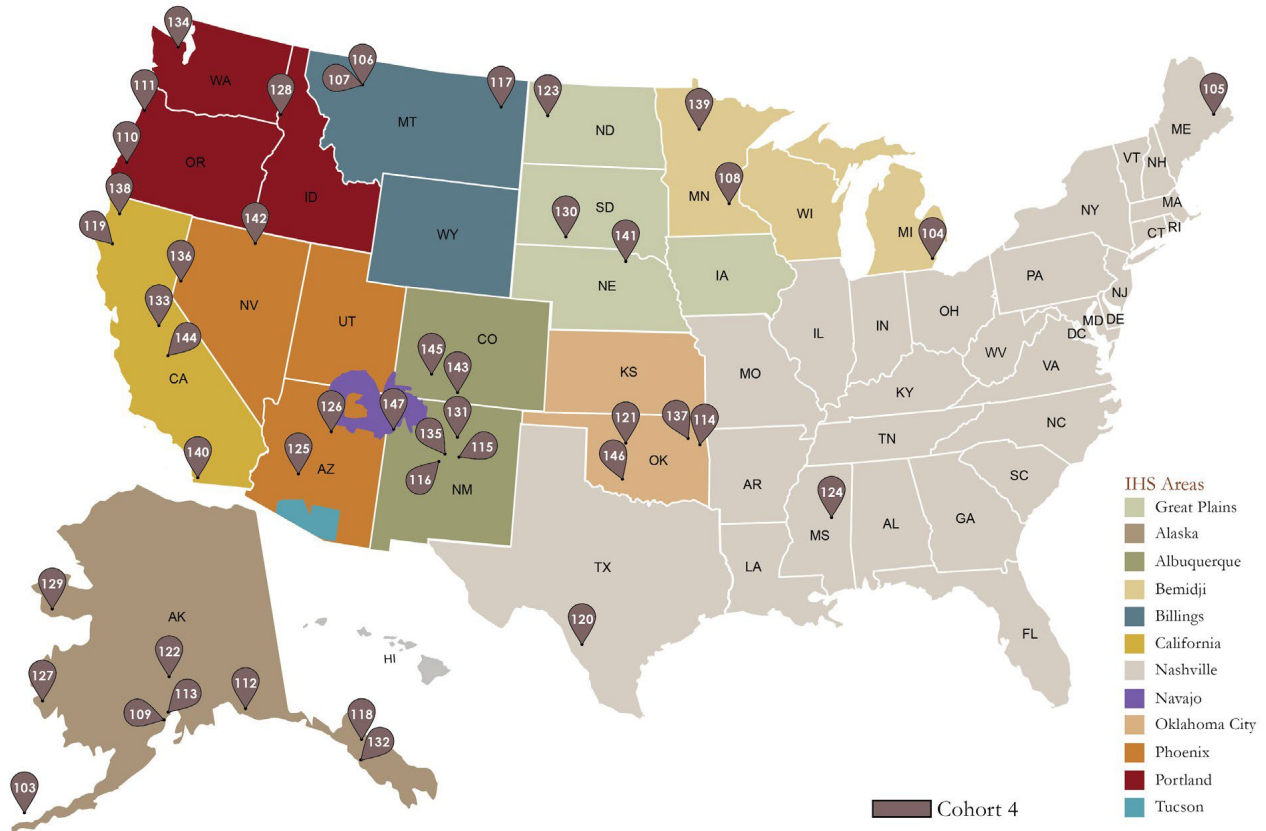 134
106
107
117
111
WA
128
123
139
105
MT
ND
ME
110
OR
VT
NH
138
ID
130
SD
MN
108
WI
NY
MA
119
142
WY
141
MI
104
CT
RI
136
NE
IA
PA
NV
UT
NJ
133
OH
MD
DE
144
CO
IL
IN
DC
145
143
WV
VA
CA
KS
MO
KY
126
147
131
121
137
114
NC
135
115
TN
140
125
AZ
116
NM
146
OK
AR
SC
124
MS
AL
GA
TX
LA
129
AK
120
FL
122
HI
127
113
112
109
118
132
103
IHS Areas
Great Plains
Alaska
Albuquerque
Bemidji
Billings
California
Nashville
Navajo
Oklahoma City
Phoenix
Portland
Tucson
Cohort 4